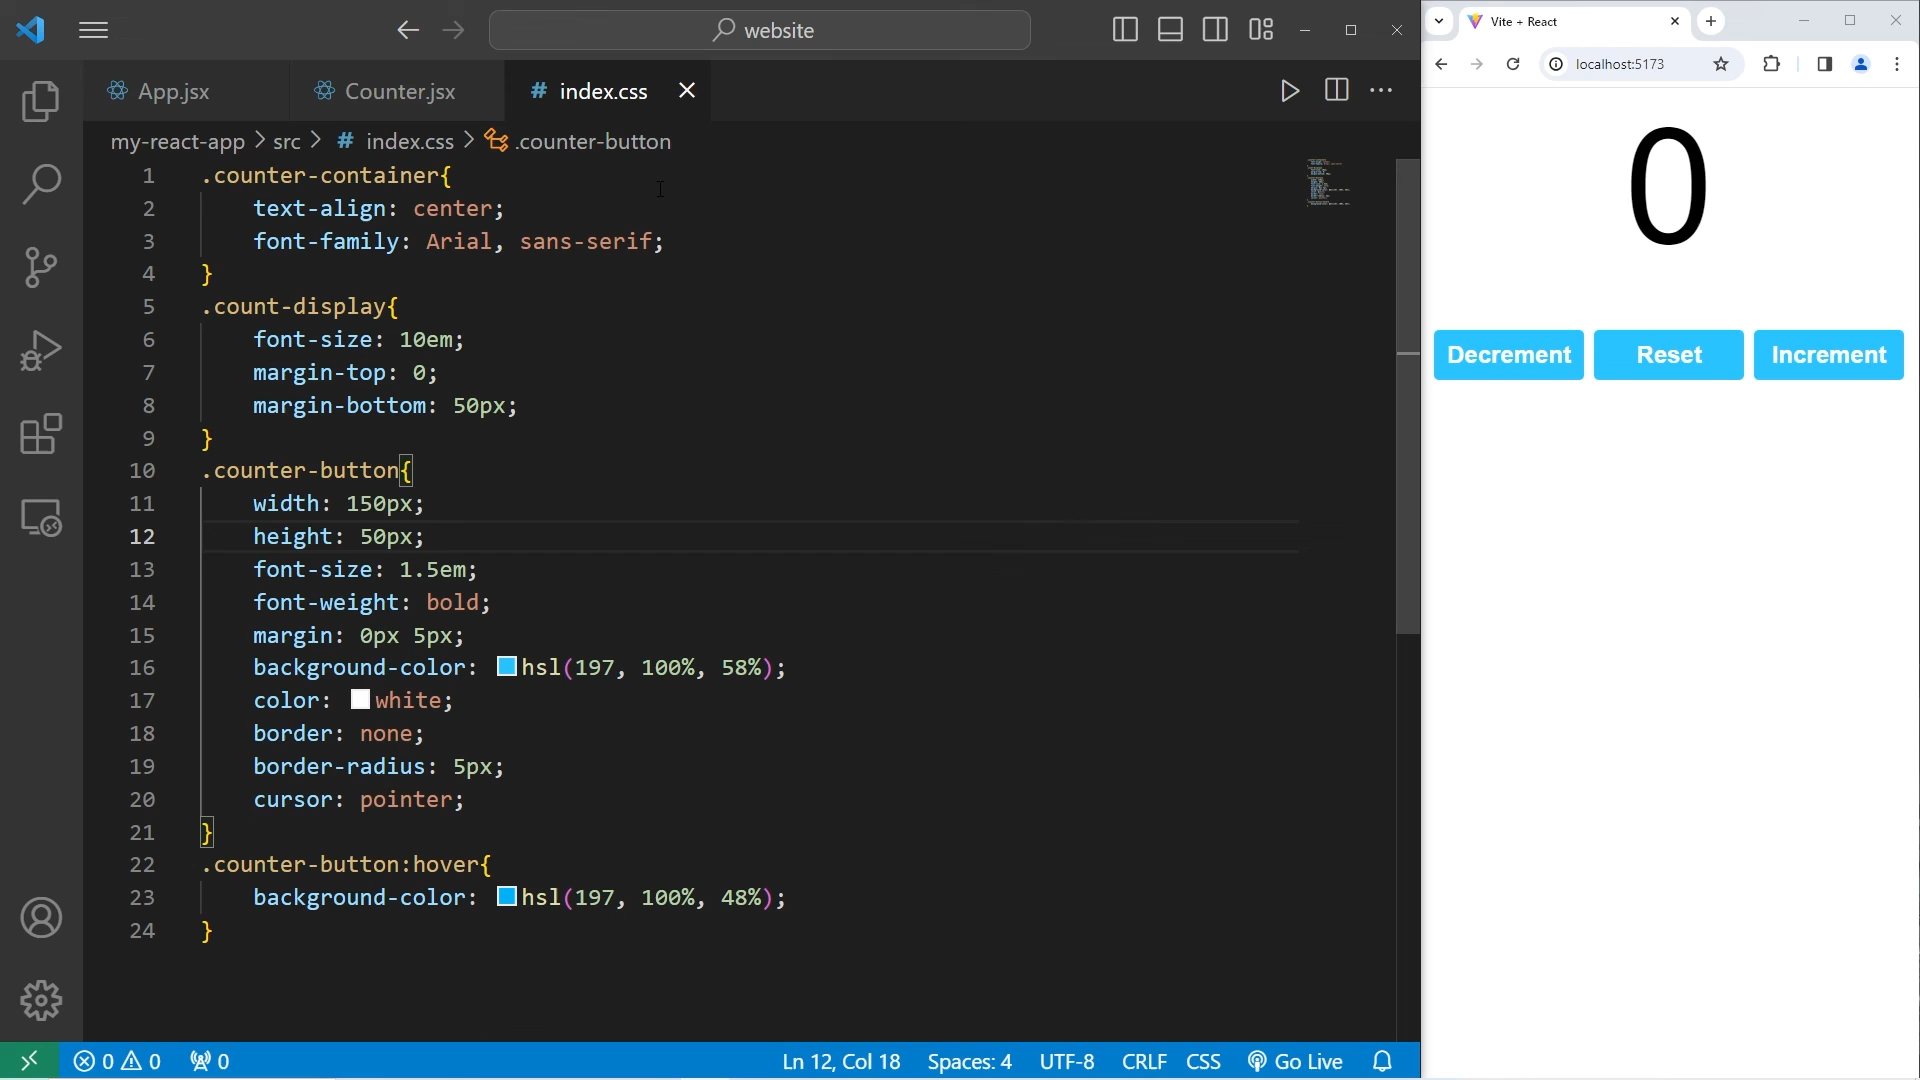 website
App.jsx
Counter.jsx
# index.css
my-react-app > src > # index.css > .counter-button
1 .counter-container{
2 text-align: center;
3 font-family: Arial, sans-serif;
4 }
5 .count-display{
6 font-size: 10em;
7 margin-top: 0;
8 margin-bottom: 50px;
9 }
10 .counter-button{
11 width: 150px;
12 height: 50px;
13 font-size: 1.5em;
14 font-weight: bold;
15 margin: 0px 5px;
16 background-color: hsl(197, 100%, 58%);
17 color: white;
18 border: none;
19 border-radius: 5px;
20 cursor: pointer;
21 }
22 .counter-button:hover{
23 background-color: hsl(197, 100%, 48%);
24 }
0 0 0
Ln 12, Col 18 Spaces: 4 UTF-8 CRLF CSS Go Live
Vite + React
localhost:5173
0
Decrement Reset Increment